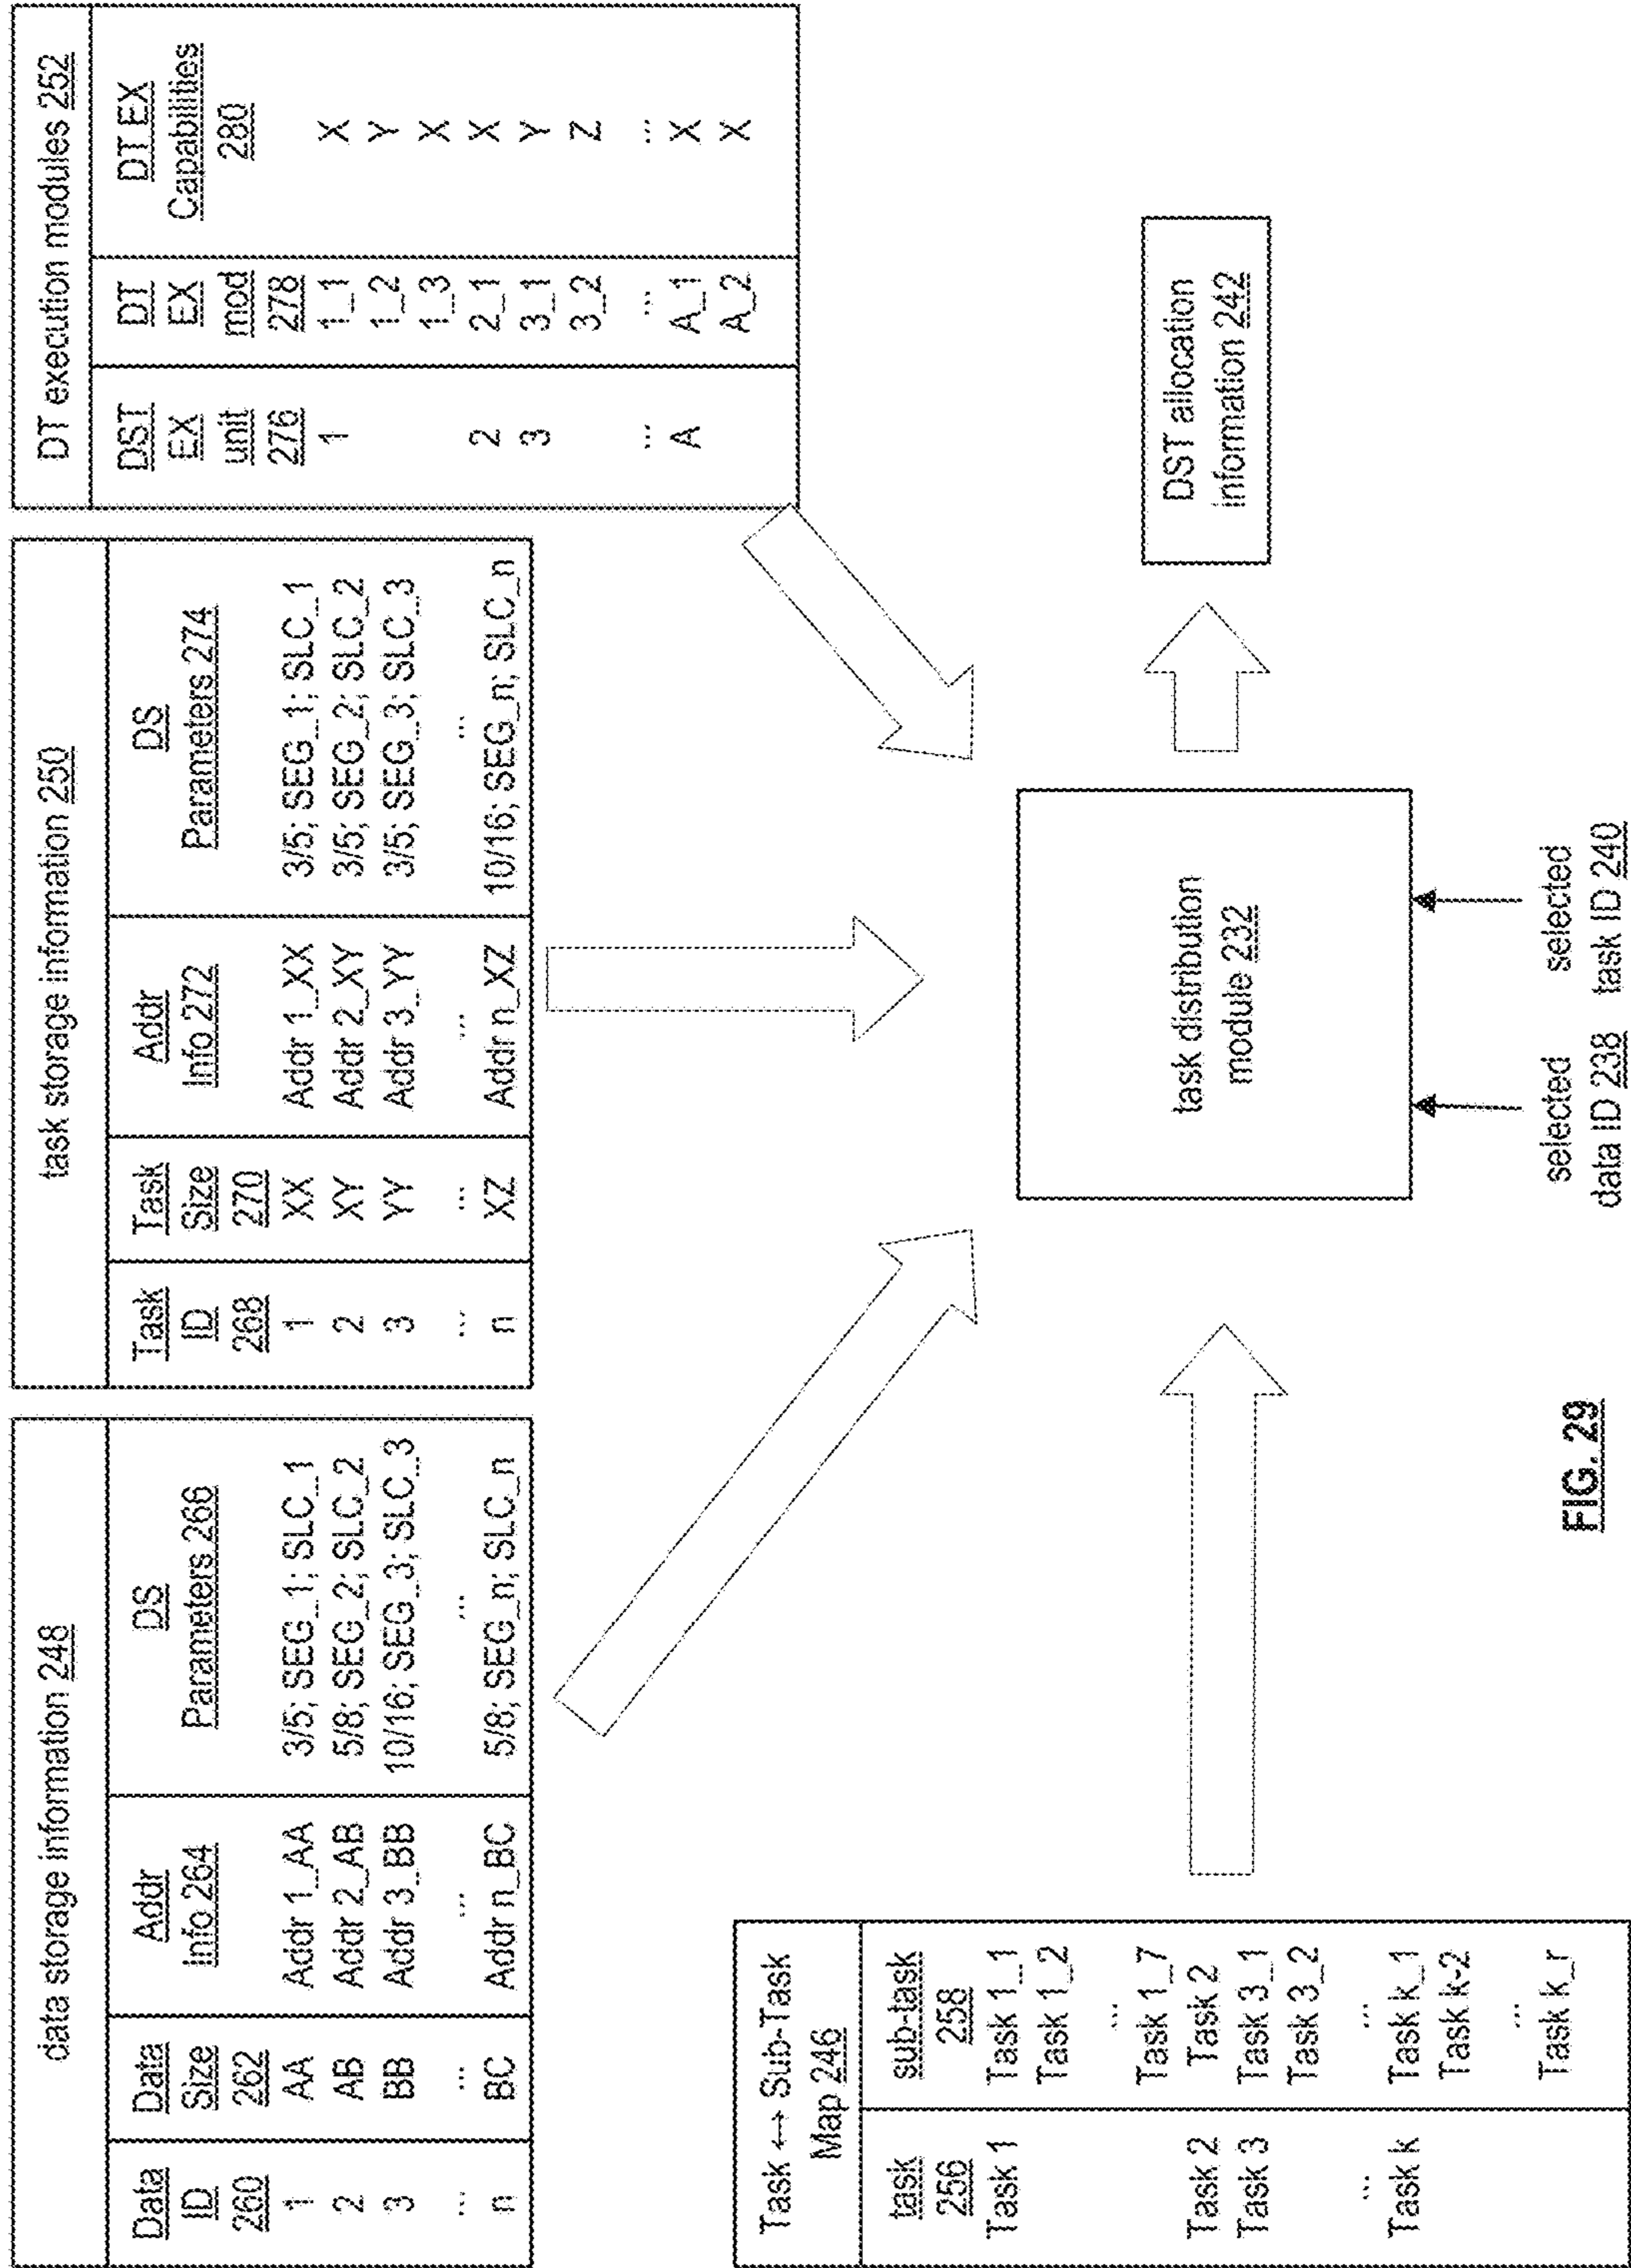 data storage information 248
Data ID 260 | Data Size 262 | Addr Info 264 | DS Parameters 266
1 | AA | Addr 1_AA | 3/5; SEG_1; SLC_1
2 | AB | Addr 2_AB | 5/8; SEG_2; SLC_2
3 | BB | Addr 3_BB | 10/16; SEG_3; SLC_3
... | ... | ... | ...
n | BC | Addr n_BC | 5/8; SEG_n; SLC_n
task storage information 250
Task ID 268 | Task Size 270 | Addr Info 272 | DS Parameters 274
1 | XX | Addr 1_XX | 3/5; SEG_1; SLC_1
2 | XY | Addr 2_XY | 3/5; SEG_2; SLC_2
3 | YY | Addr 3_YY | 3/5; SEG_3; SLC_3
... | ... | ... | ...
n | XZ | Addr n_XZ | 10/16; SEG_n; SLC_n
DT execution modules 252
DST EX unit 276 | DT EX mod 278 | DT EX Capabilities 280
1 | 1_1 | X
1_2 | Y
1_3 | X
2 | 2_1 | X
3 | 3_1 | Y
3_2 | Z
... | ... | ...
A | A_1 | X
A_2 | X
Task ↔ Sub-Task
Map 246
task 256 | sub-task 258
Task 1 | Task 1_1
Task 1_2
...
Task 1_7
Task 2 | Task 2
Task 3 | Task 3_1
Task 3_2
... | ...
Task k | Task k_1
Task k-2
...
Task k_r
task distribution
module 232
DST allocation
information 242
selected
data ID 238
selected
task ID 240
FIG. 29